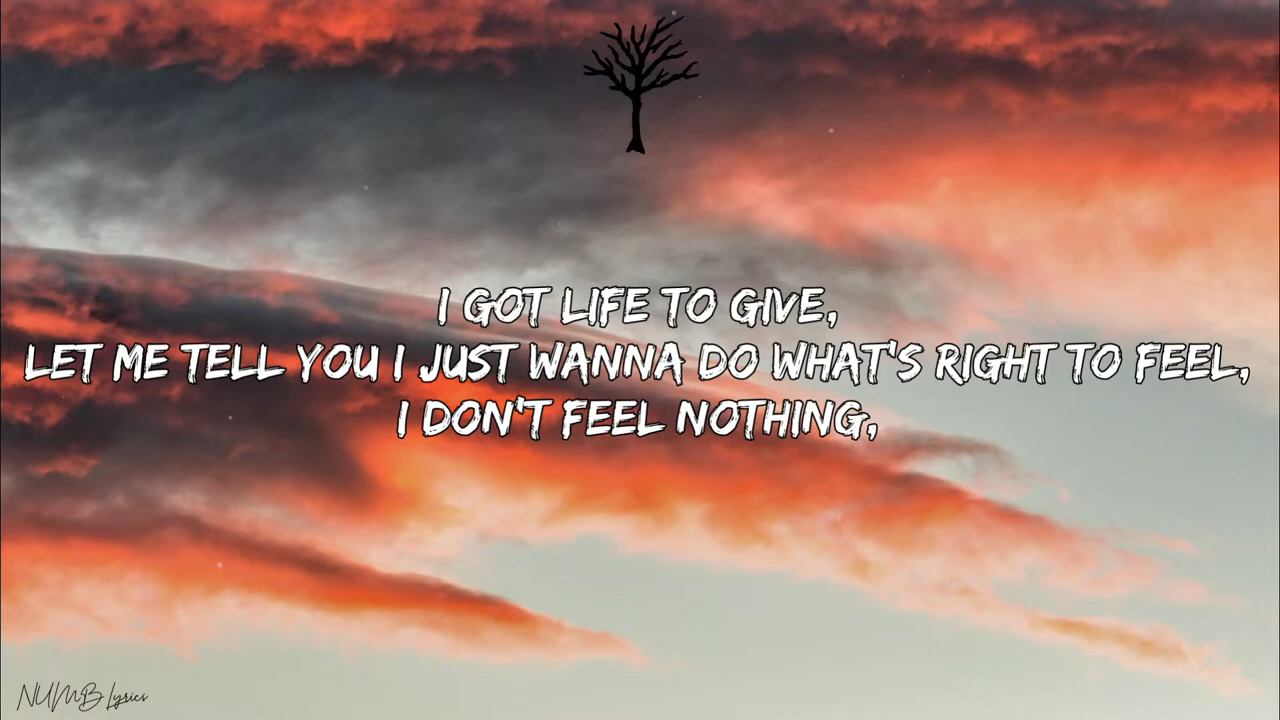 I GOT LIFE TO GIVE,
LET ME TELL YOU I JUST WANNA DO WHAT'S RIGHT TO FEEL,
I DON'T FEEL NOTHING,
NUMB Lyrics